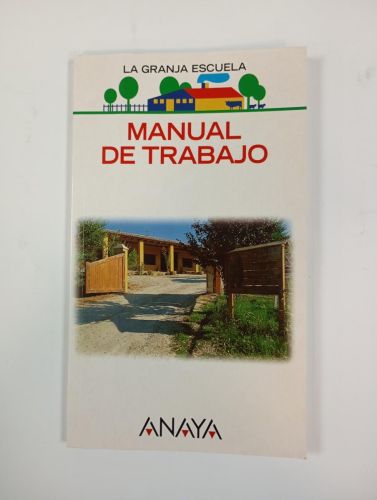 LA GRANJA ESCUELA
MANUAL
DE TRABAJO
ANAYA